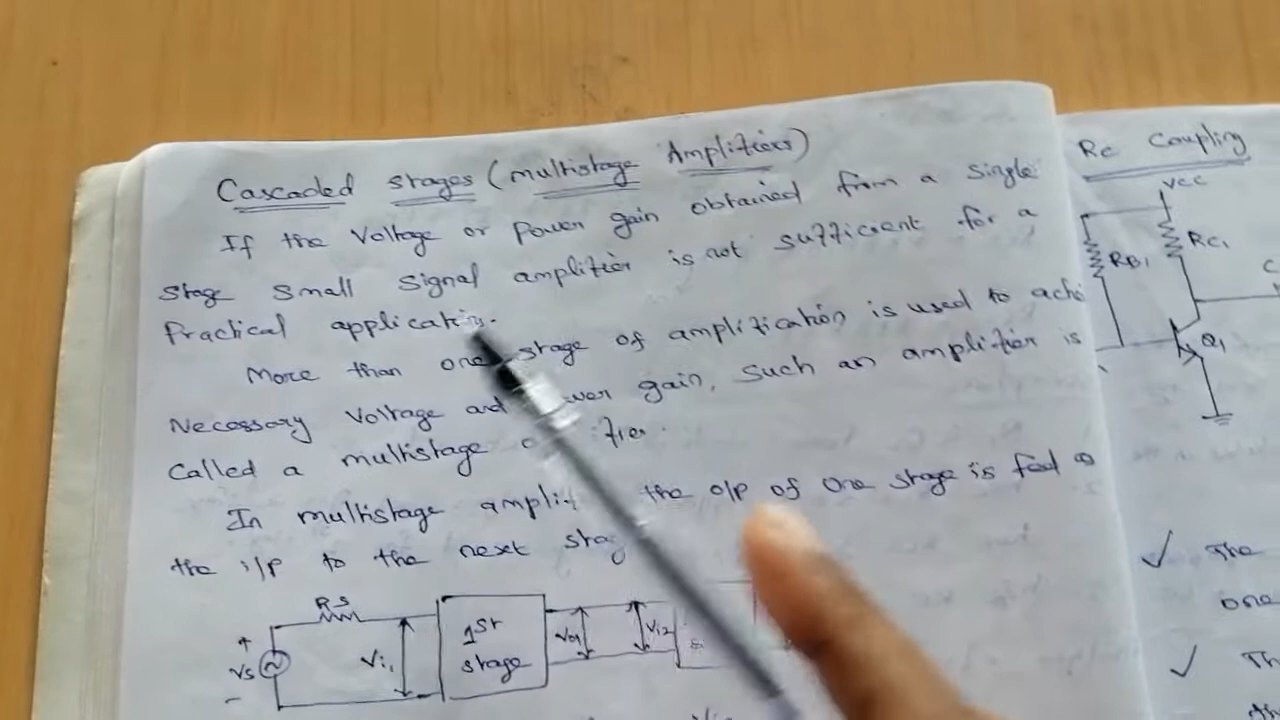 Cascaded stages (multistage Amplifiers)
If the Voltage or power gain obtained from a single
stage small signal amplifier is not sufficient for a
Practical
More than one stage of amplification is used to
Necessary Voltage and gain, such an amplifier is
Called a multistage
In multistage the o/p of one stage is fed as
the i/p to the next
Rs
+
Vs
-
Vi1
1st
stage
Vo1
Vi2
Rc Coupling
VCC
RB1
RC1
C
Q1
✓ The
one
✓